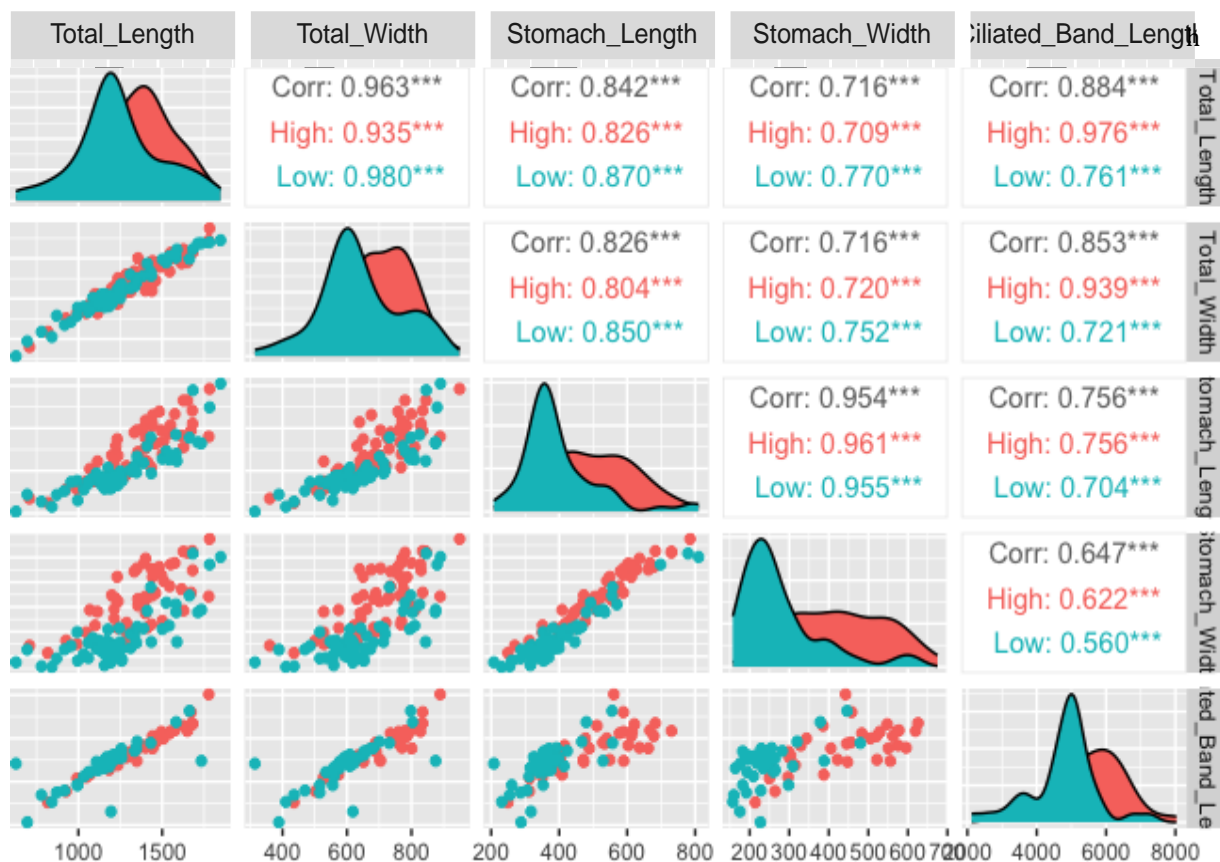 Total_Length Total_Width Stomach_Length Stomach_Width Ciliated_Band_Length
Corr: 0.963*** Corr: 0.842*** Corr: 0.716*** Corr: 0.884***
High: 0.935*** High: 0.826*** High: 0.709*** High: 0.976***
Low: 0.980*** Low: 0.870*** Low: 0.770*** Low: 0.761***
Total_Length
Corr: 0.826*** Corr: 0.716*** Corr: 0.853***
High: 0.804*** High: 0.720*** High: 0.939***
Low: 0.850*** Low: 0.752*** Low: 0.721***
Total_Width
Corr: 0.954*** Corr: 0.756***
High: 0.961*** High: 0.756***
Low: 0.955*** Low: 0.704***
tomach_Leng
Corr: 0.647***
High: 0.622***
Low: 0.560***
tomach_Widt
ted_Band_Le
1000 1500 400 600 800 200 400 600 800 200 300 400 500 600 700 2000 4000 6000 8000